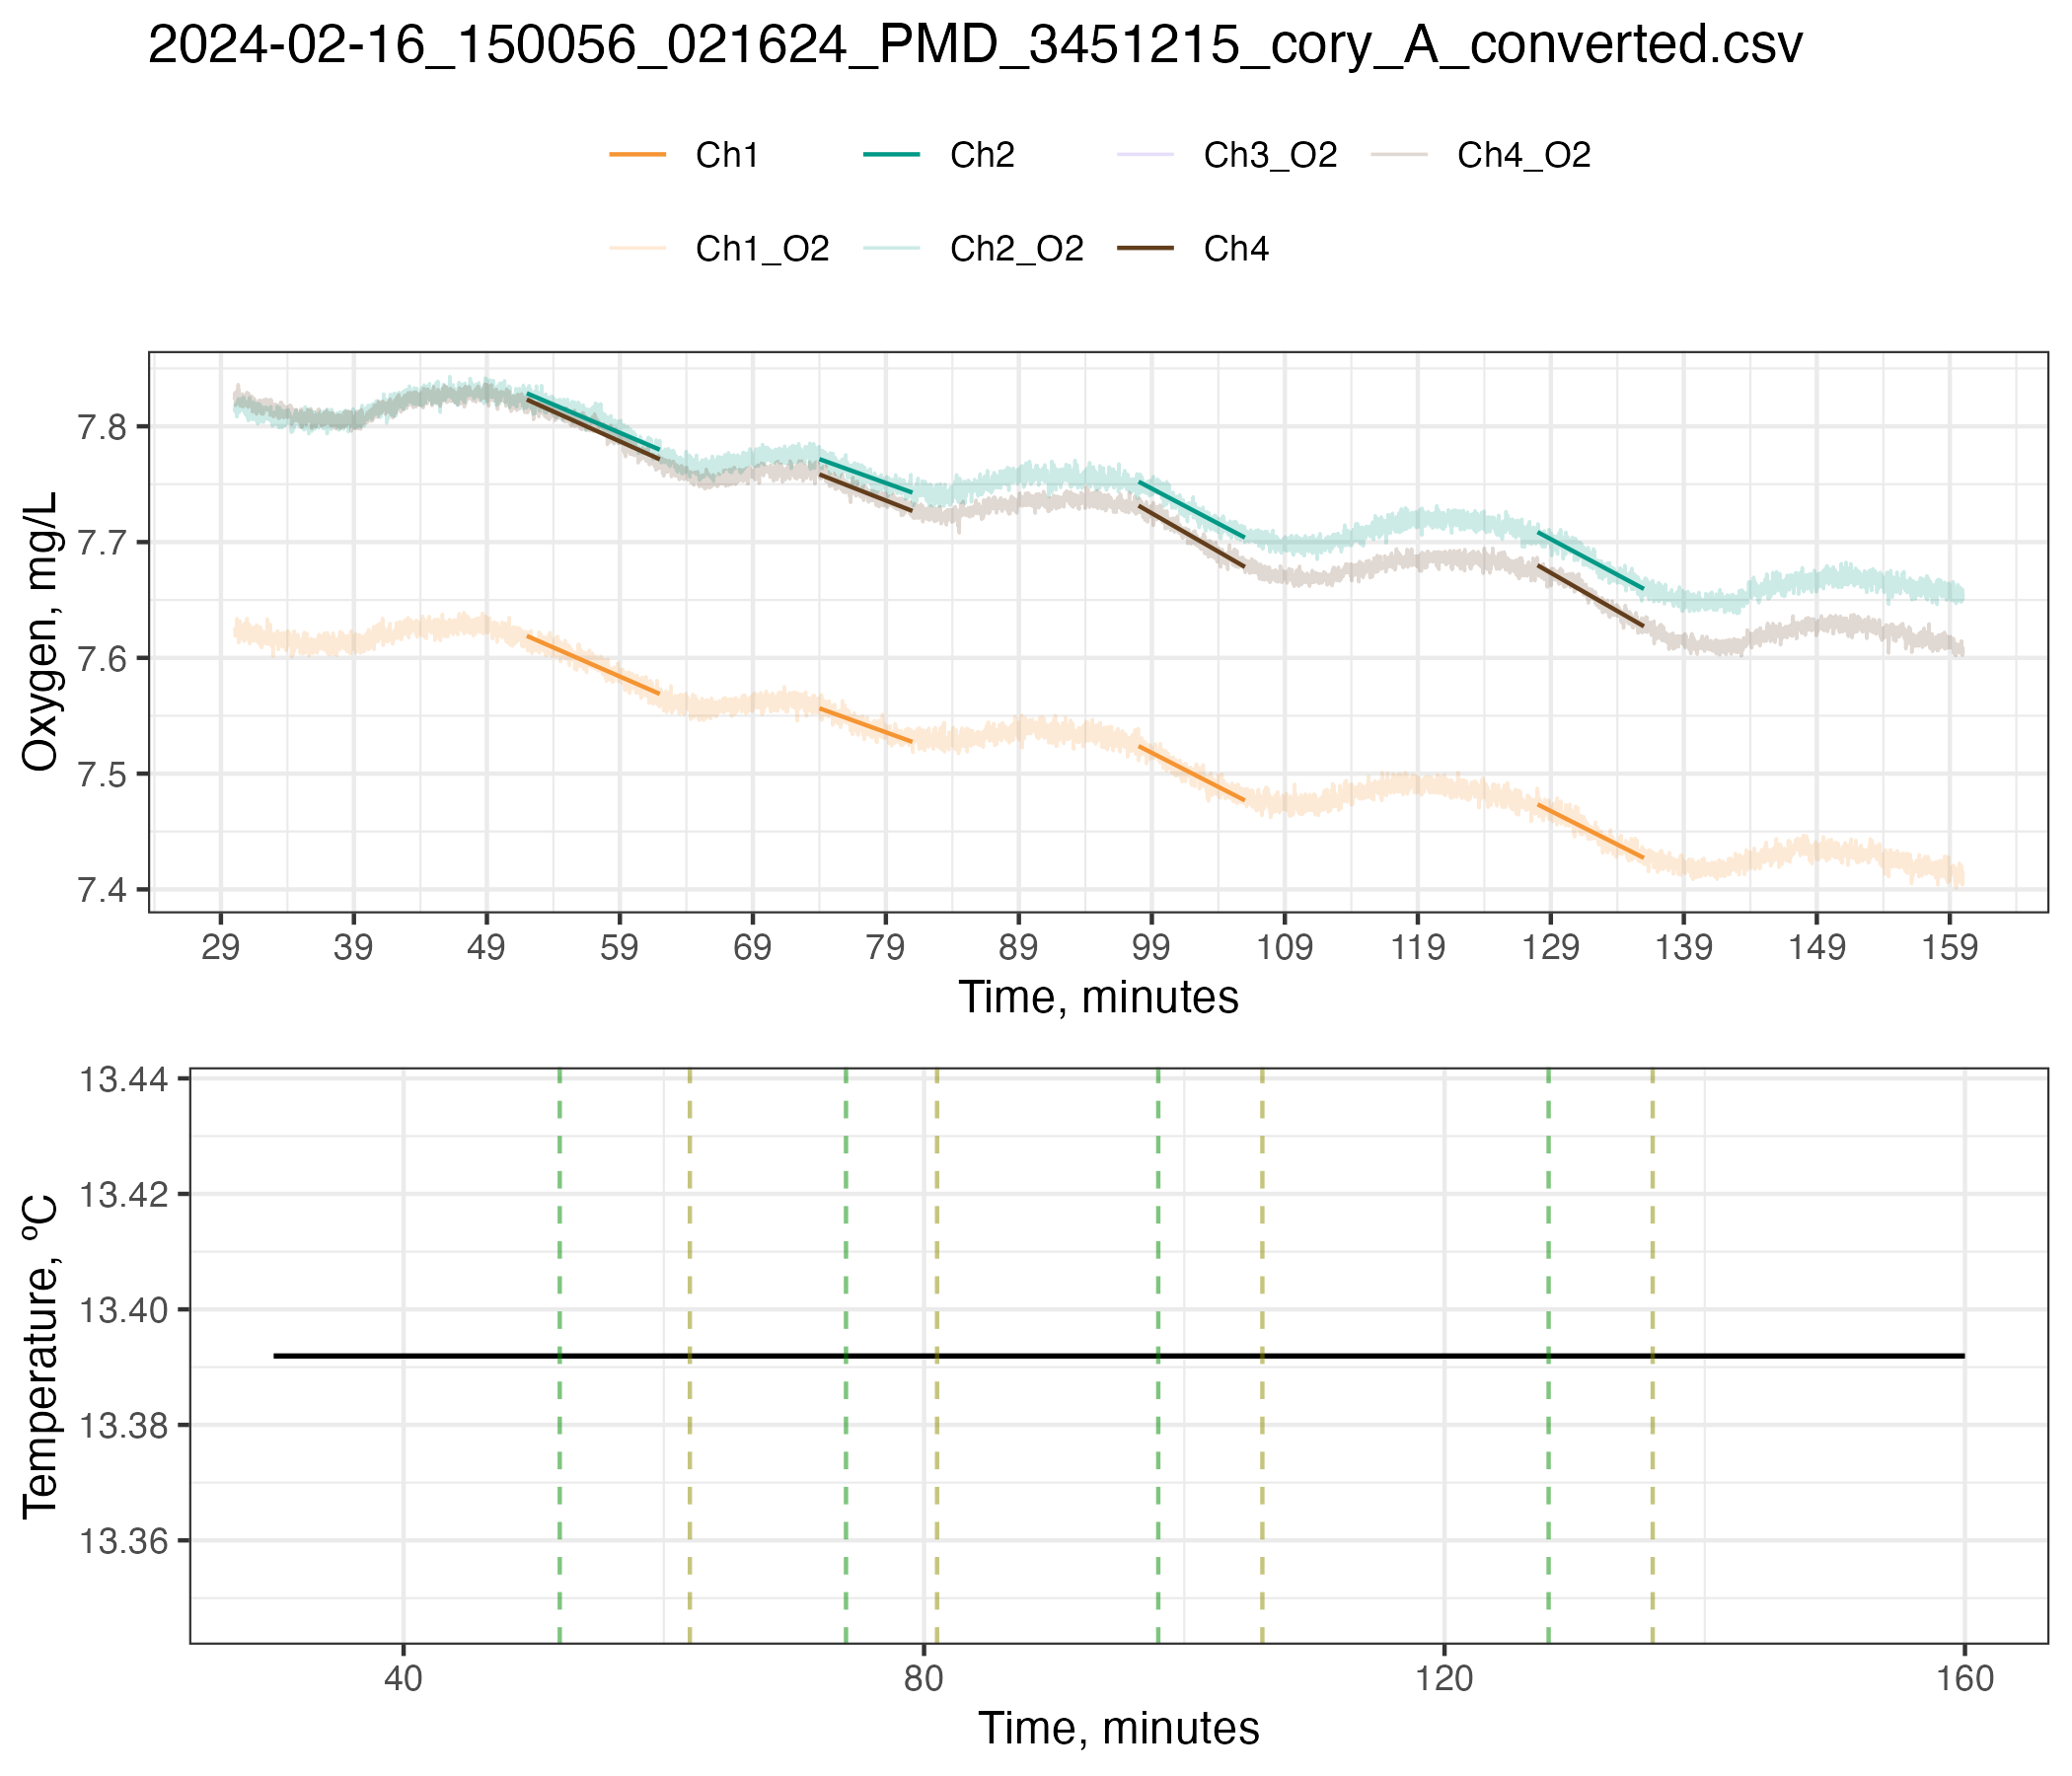 2024-02-16_150056_021624_PMD_3451215_cory_A_converted.csv
Ch1 Ch2 Ch3_O2 Ch4_O2
Ch1_O2 Ch2_O2 Ch4
Oxygen, mg/L
7.8
7.7
7.6
7.5
7.4
29 39 49 59 69 79 89 99 109 119 129 139 149 159
Time, minutes
Temperature, ºC
13.44
13.42
13.40
13.38
13.36
40 80 120 160
Time, minutes